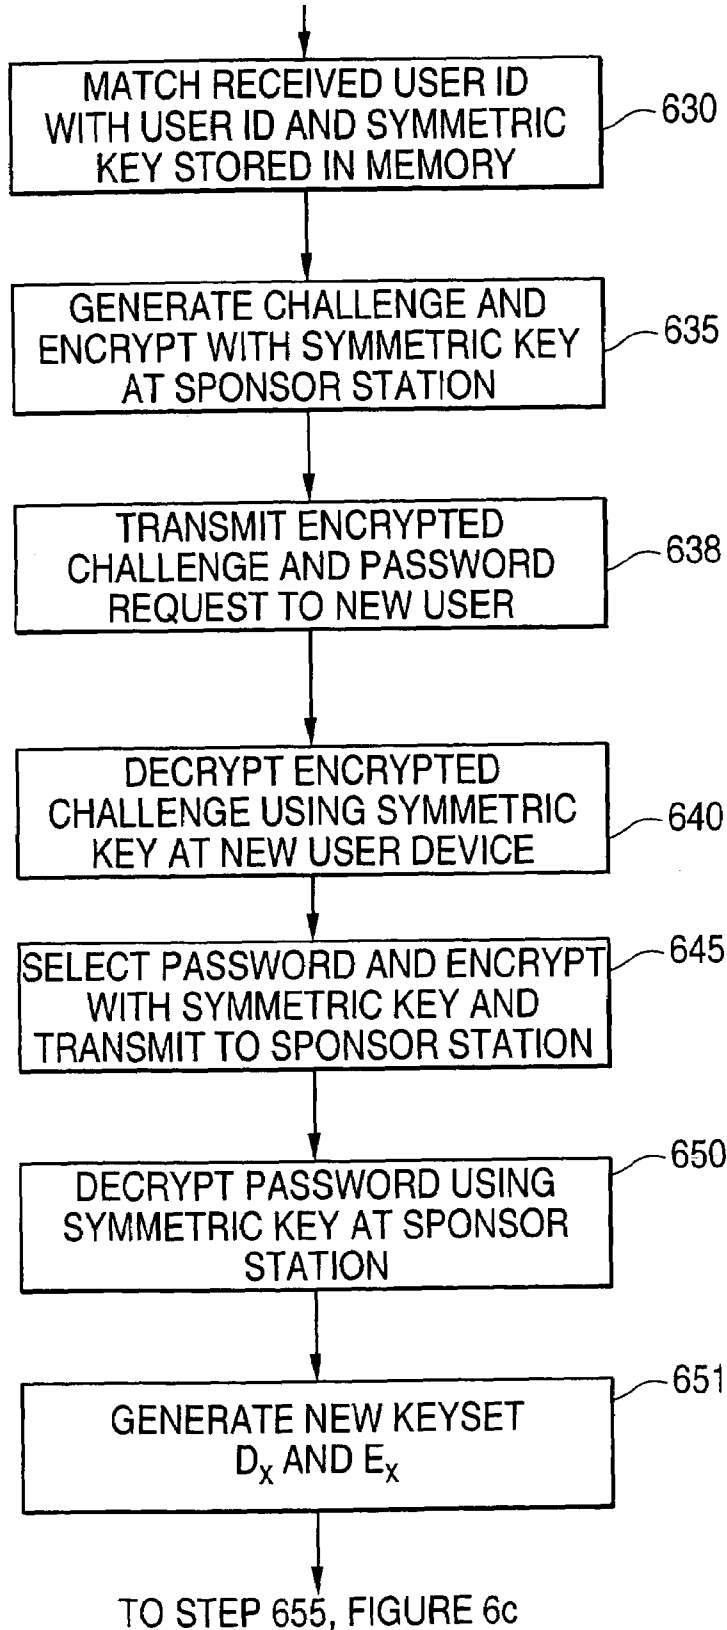 MATCH RECEIVED USER ID
WITH USER ID AND SYMMETRIC
KEY STORED IN MEMORY
630
GENERATE CHALLENGE AND
ENCRYPT WITH SYMMETRIC KEY
AT SPONSOR STATION
635
TRANSMIT ENCRYPTED
CHALLENGE AND PASSWORD
REQUEST TO NEW USER
638
DECRYPT ENCRYPTED
CHALLENGE USING SYMMETRIC
KEY AT NEW USER DEVICE
640
SELECT PASSWORD AND ENCRYPT
WITH SYMMETRIC KEY AND
TRANSMIT TO SPONSOR STATION
645
DECRYPT PASSWORD USING
SYMMETRIC KEY AT SPONSOR
STATION
650
GENERATE NEW KEYSET
DX AND EX
651
TO STEP 655, FIGURE 6c